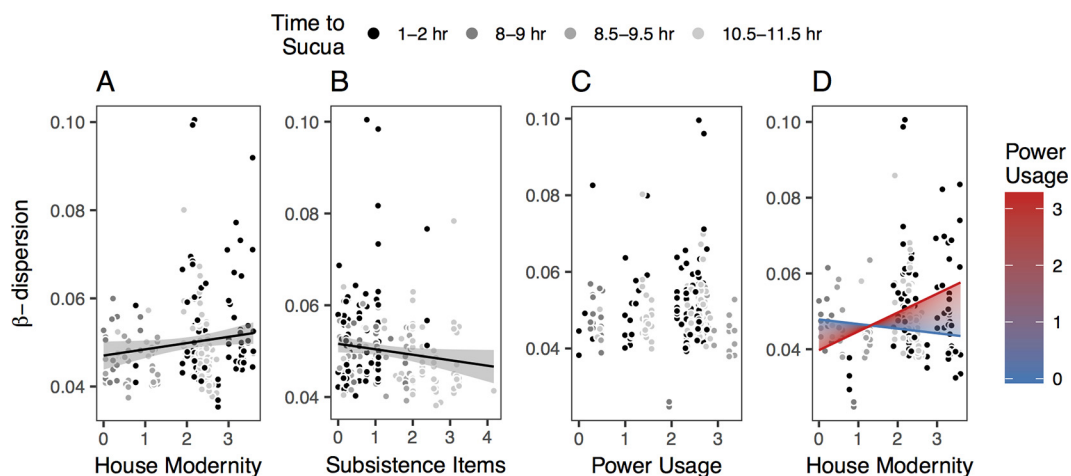 Time to
Sucua
1–2 hr
8–9 hr
8.5–9.5 hr
10.5–11.5 hr
A
B
C
D
β−dispersion
0.10
0.08
0.06
0.04
0 1 2 3
House Modernity
0.10
0.08
0.06
0.04
0 1 2 3 4
Subsistence Items
0.10
0.08
0.06
0.04
0 1 2 3
Power Usage
0.10
0.08
0.06
0.04
0 1 2 3
House Modernity
Power
Usage
3
2
1
0